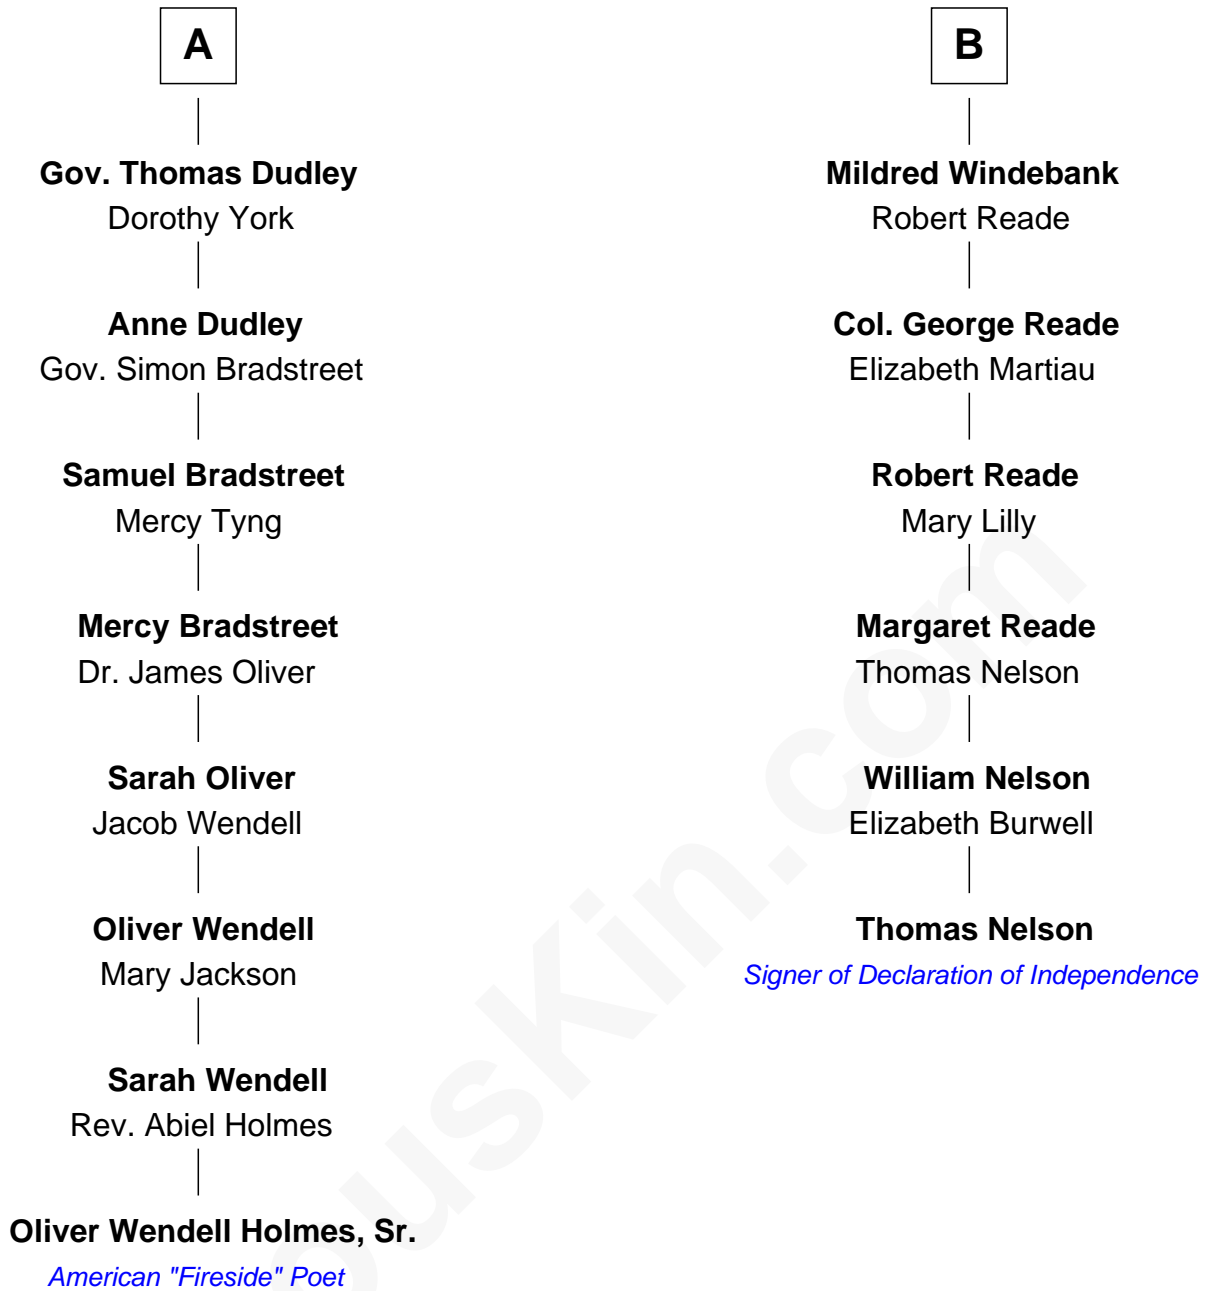 A
Gov. Thomas Dudley
Dorothy York
Anne Dudley
Gov. Simon Bradstreet
Samuel Bradstreet
Mercy Tyng
Mercy Bradstreet
Dr. James Oliver
Sarah Oliver
Jacob Wendell
Oliver Wendell
Mary Jackson
Sarah Wendell
Rev. Abiel Holmes
Oliver Wendell Holmes, Sr.
American "Fireside" Poet
B
Mildred Windebank
Robert Reade
Col. George Reade
Elizabeth Martiau
Robert Reade
Mary Lilly
Margaret Reade
Thomas Nelson
William Nelson
Elizabeth Burwell
Thomas Nelson
Signer of Declaration of Independence
ousKin.com